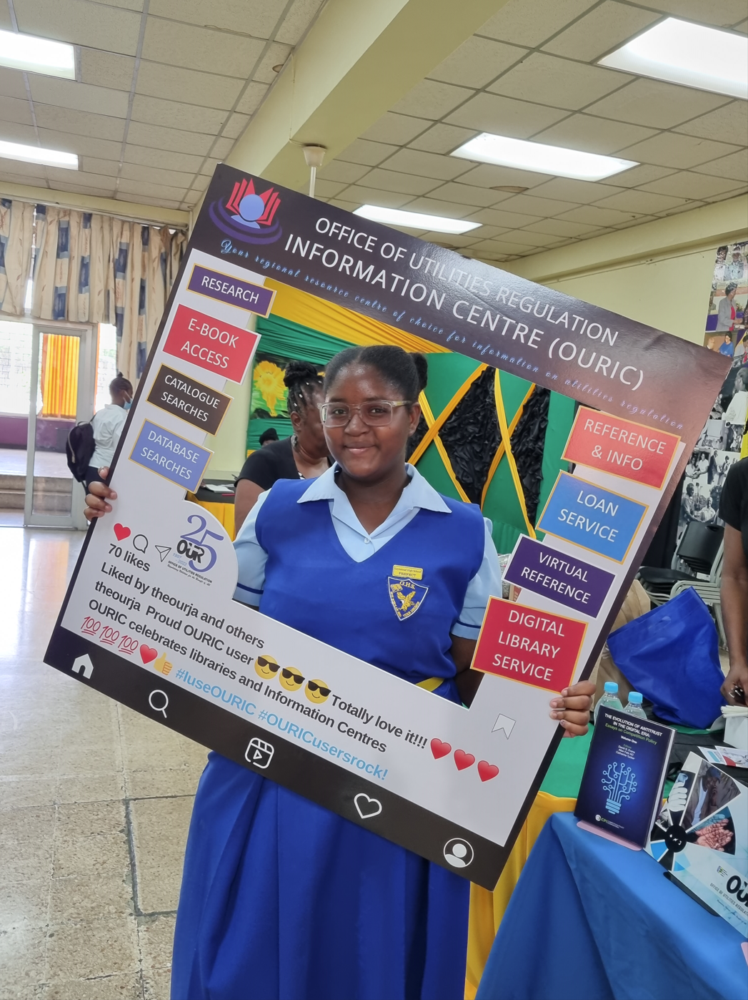 OFFICE OF UTILITIES REGULATION
INFORMATION CENTRE (OURIC)
Your regional resource centre of choice for information on utilities regulation
RESEARCH
E-BOOK
ACCESS
CATALOGUE
SEARCHES
DATABASE
SEARCHES
REFERENCE
& INFO
LOAN
SERVICE
VIRTUAL
REFERENCE
DIGITAL
LIBRARY
SERVICE
25
OUR
OFFICE OF UTILITIES REGULATION
70 likes
Liked by theourja and others
theourja Proud OURIC user 😎😎😎 Totally love it!!! ❤️❤️❤️
OURIC celebrates libraries and Information Centres
💯💯💯❤️👍 #IuseOURIC #OURICusersrock!
PREFECT
G.H.S.
THE EVOLUTION OF ANTITRUST
IN THE DIGITAL ERA:
Essays on Competition Policy
Volume One
CPI
OUR